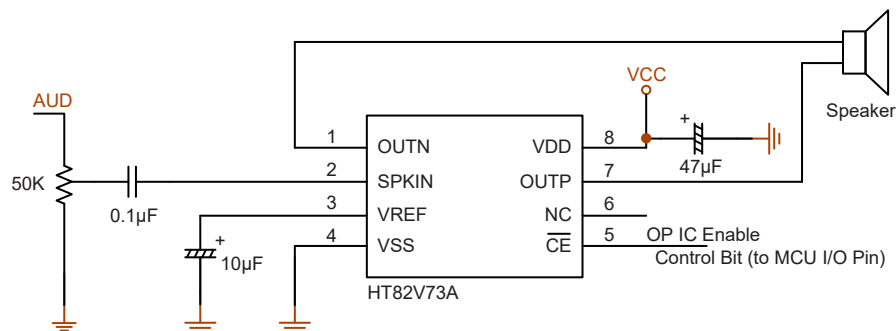 VCC
AUD
Speaker
+
1
OUTN
VDD
8
47µF
50K
2
SPKIN
OUTP
7
0.1µF
3
VREF
NC
6
+
10µF
4
VSS
CE
5
OP IC Enable
Control Bit (to MCU I/O Pin)
HT82V73A